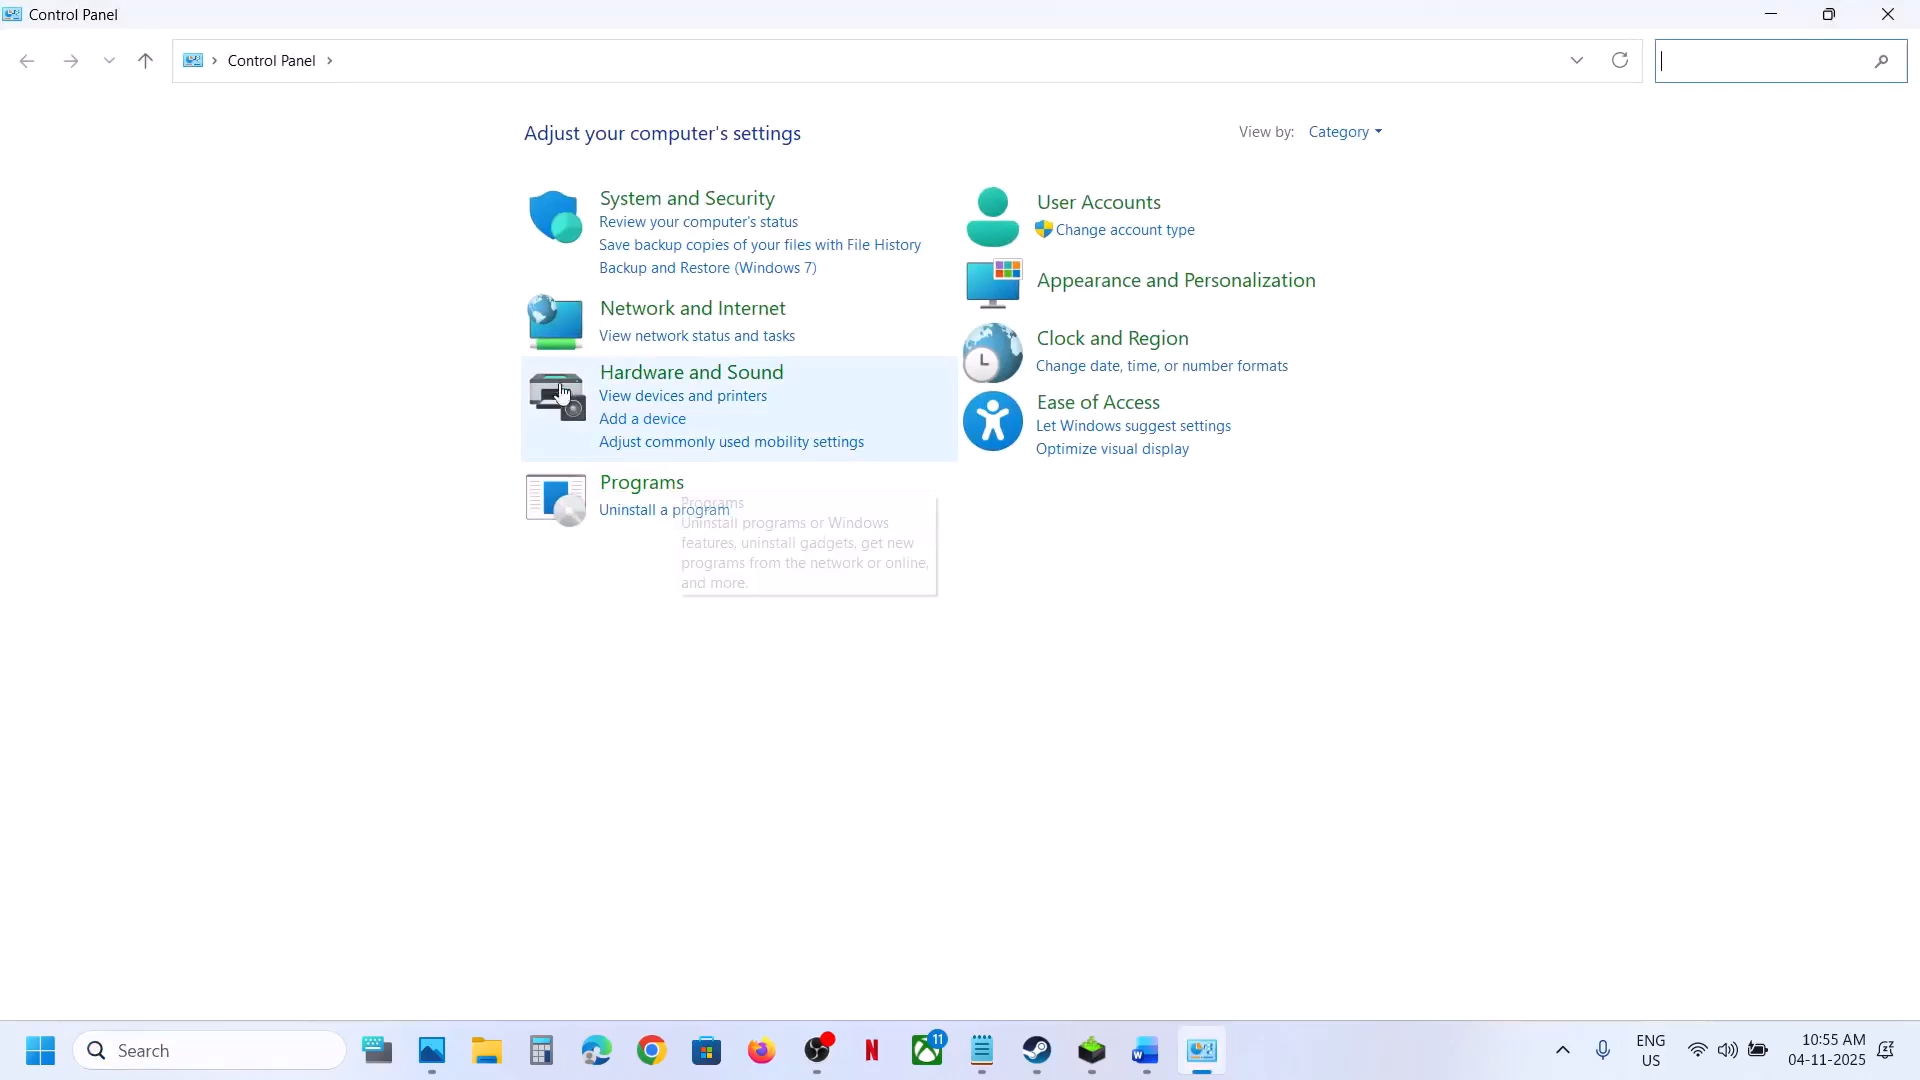 Control Panel
Control Panel
Adjust your computer's settings
View by: Category
System and Security
Review your computer's status
Save backup copies of your files with File History
Backup and Restore (Windows 7)
Network and Internet
View network status and tasks
Hardware and Sound
View devices and printers
Add a device
Adjust commonly used mobility settings
Programs
Uninstall a program
Programs
Uninstall programs or Windows
features, uninstall gadgets, get new
programs from the network or online,
and more.
User Accounts
Change account type
Appearance and Personalization
Clock and Region
Change date, time, or number formats
Ease of Access
Let Windows suggest settings
Optimize visual display
Search
N
11
W
ENG
US
10:55 AM
04-11-2025